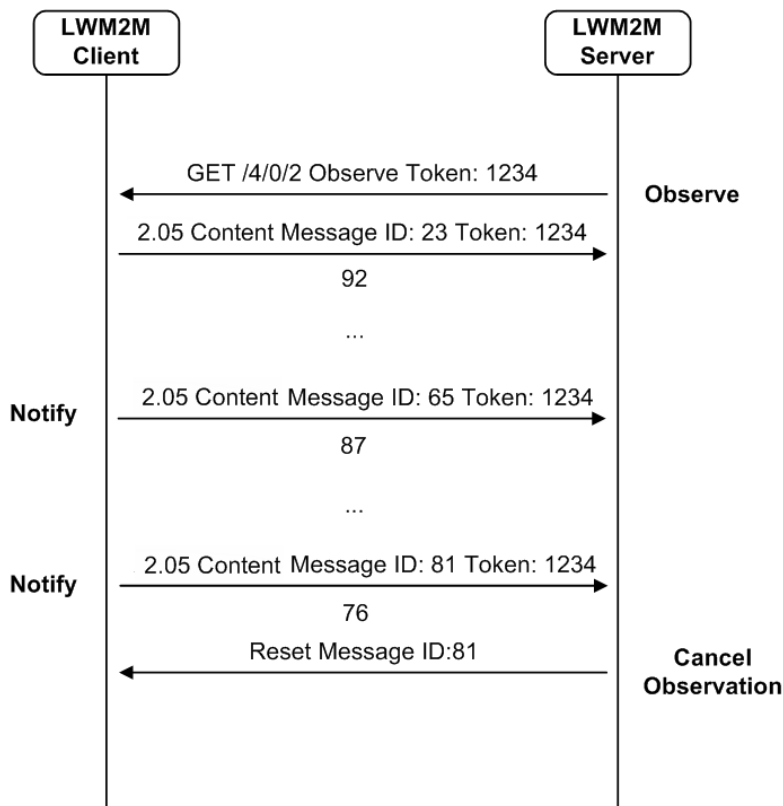 LWM2M
Client
LWM2M
Server
GET /4/0/2 Observe Token: 1234
Observe
2.05 Content Message ID: 23 Token: 1234
92
...
Notify
2.05 Content Message ID: 65 Token: 1234
87
...
Notify
2.05 Content Message ID: 81 Token: 1234
76
Reset Message ID:81
Cancel
Observation